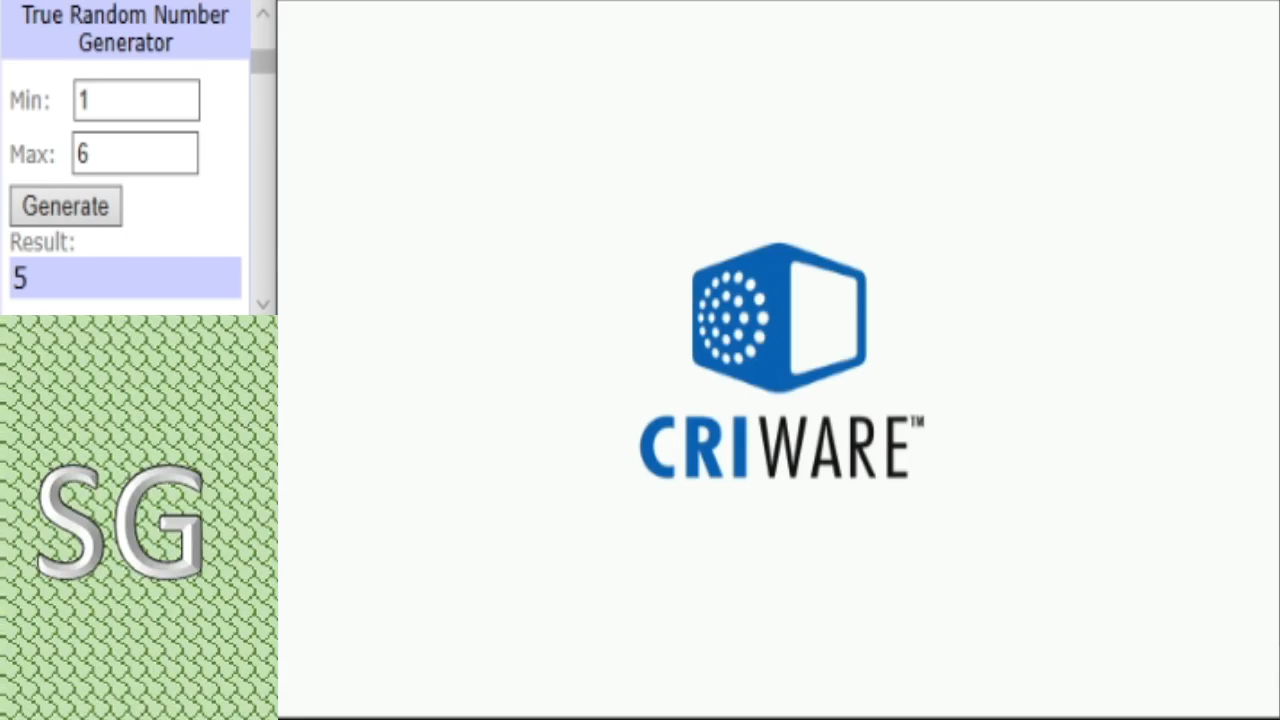 True Random Number
Generator
Min: 1
Max: 6
Generate
Result:
5
SG
CRIWARE™